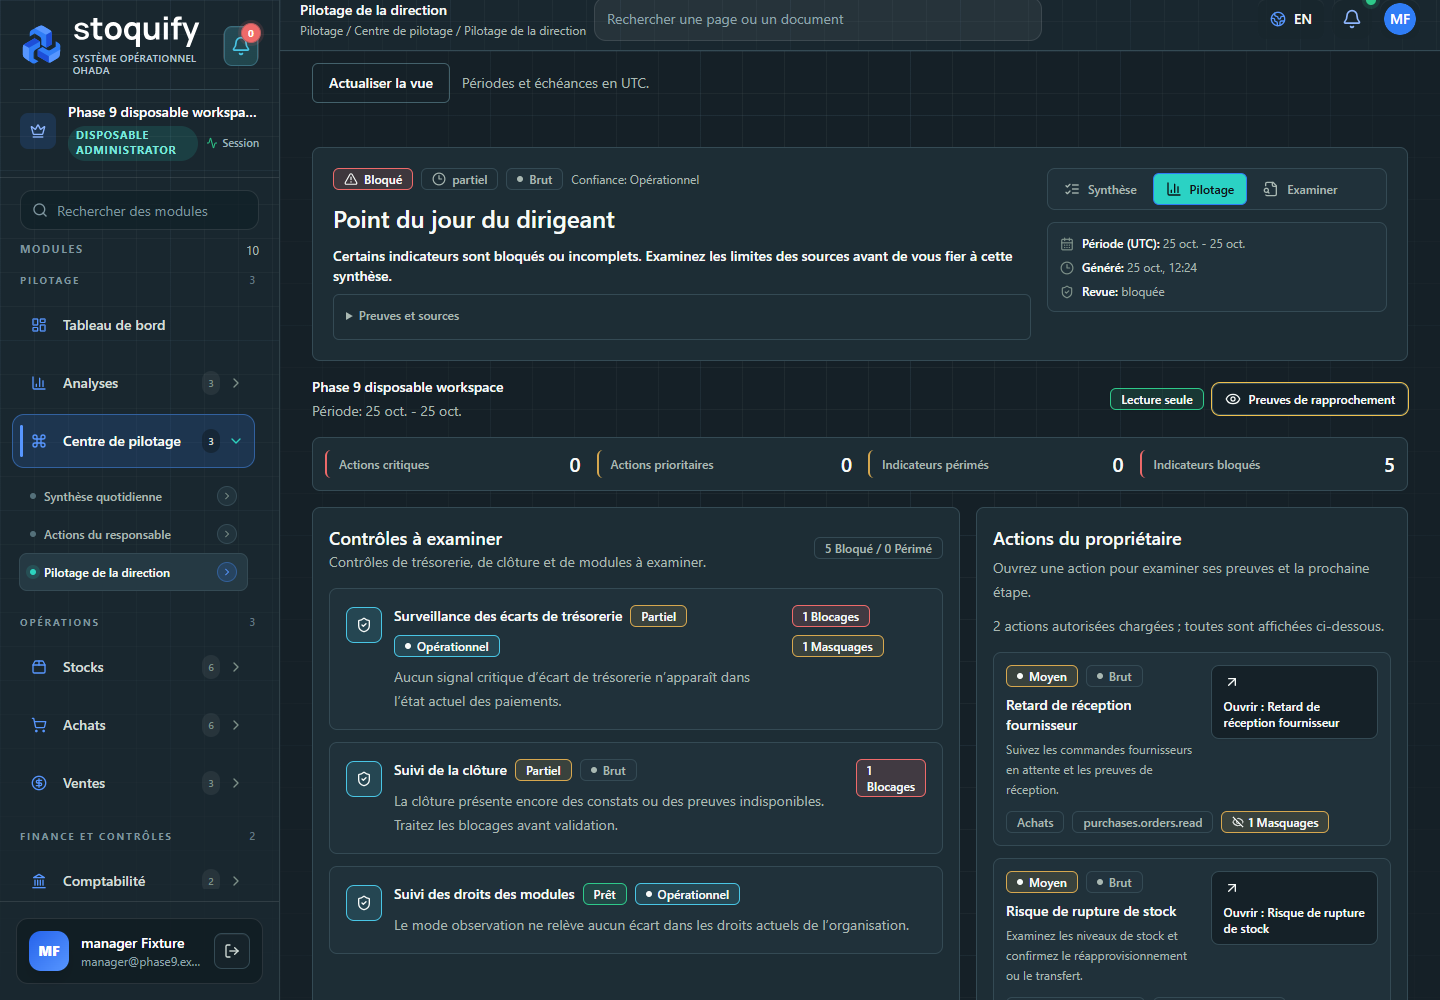 stoquify
SYSTÈME OPÉRATIONNEL
OHADA
0
Phase 9 disposable workspa...
DISPOSABLE
ADMINISTRATOR
Session
Rechercher des modules
MODULES 10
PILOTAGE 3
Tableau de bord
Analyses 3
Centre de pilotage 3
Synthèse quotidienne
Actions du responsable
Pilotage de la direction
OPÉRATIONS 3
Stocks 6
Achats 6
Ventes 3
FINANCE ET CONTRÔLES 2
Comptabilité 2
MF
manager Fixture
manager@phase9.ex...
Pilotage de la direction
Pilotage / Centre de pilotage / Pilotage de la direction
Rechercher une page ou un document
EN
MF
Actualiser la vue
Périodes et échéances en UTC.
Bloqué
partiel
Brut
Confiance: Opérationnel
Point du jour du dirigeant
Certains indicateurs sont bloqués ou incomplets. Examinez les limites des sources avant de vous fier à cette
synthèse.
Preuves et sources
Synthèse
Pilotage
Examiner
Période (UTC): 25 oct. - 25 oct.
Généré: 25 oct., 12:24
Revue: bloquée
Phase 9 disposable workspace
Période: 25 oct. - 25 oct.
Lecture seule
Preuves de rapprochement
Actions critiques 0
Actions prioritaires 0
Indicateurs périmés 0
Indicateurs bloqués 5
Contrôles à examiner
Contrôles de trésorerie, de clôture et de modules à examiner.
5 Bloqué / 0 Périmé
Surveillance des écarts de trésorerie
Partiel
Opérationnel
1 Blocages
1 Masquages
Aucun signal critique d'écart de trésorerie n'apparaît dans
l'état actuel des paiements.
Suivi de la clôture
Partiel
Brut
1
Blocages
La clôture présente encore des constats ou des preuves indisponibles.
Traitez les blocages avant validation.
Suivi des droits des modules
Prêt
Opérationnel
Le mode observation ne relève aucun écart dans les droits actuels de l'organisation.
Actions du propriétaire
Ouvrez une action pour examiner ses preuves et la prochaine
étape.
2 actions autorisées chargées ; toutes sont affichées ci-dessous.
Moyen
Brut
Retard de réception
fournisseur
Suivez les commandes fournisseurs
en attente et les preuves de
réception.
Ouvrir : Retard de
réception fournisseur
Achats
purchases.orders.read
1 Masquages
Moyen
Brut
Risque de rupture de stock
Examinez les niveaux de stock et
confirmez le réapprovisionnement
ou le transfert.
Ouvrir : Risque de rupture
de stock